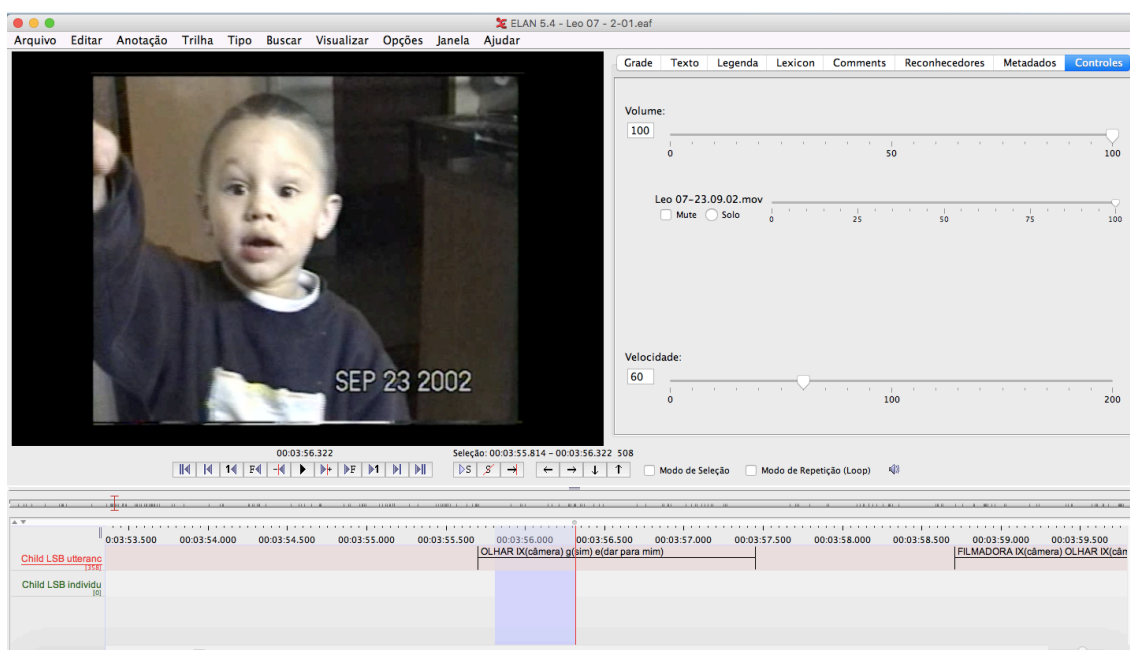 ELAN 5.4 - Leo 07 - 2-01.eaf
Arquivo Editar Anotação Trilha Tipo Buscar Visualizar Opções Janela Ajudar
Grade Texto Legenda Lexicon Comments Reconhecedores Metadados Controles
Volume:
100
0 50 100
Leo 07-23.09.02.mov
Mute Solo
0 25 50 75 100
SEP 23 2002
Velocidade:
60
0 100 200
00:03:56.322 Seleção: 00:03:55.814 - 00:03:56.322 508
Modo de Seleção Modo de Repetição (Loop)
00:03:53.500 00:03:54.000 00:03:54.500 00:03:55.000 00:03:55.500 00:03:56.000 00:03:56.500 00:03:57.000 00:03:57.500 00:03:58.000 00:03:58.500 00:03:59.000 00:03:59.500
Child LSB utteranc OLHAR IX(câmera) g(sim) e(dar para mim) FILMADORA IX(câmera) OLHAR IX(câm
[358]
Child LSB individu
[0]